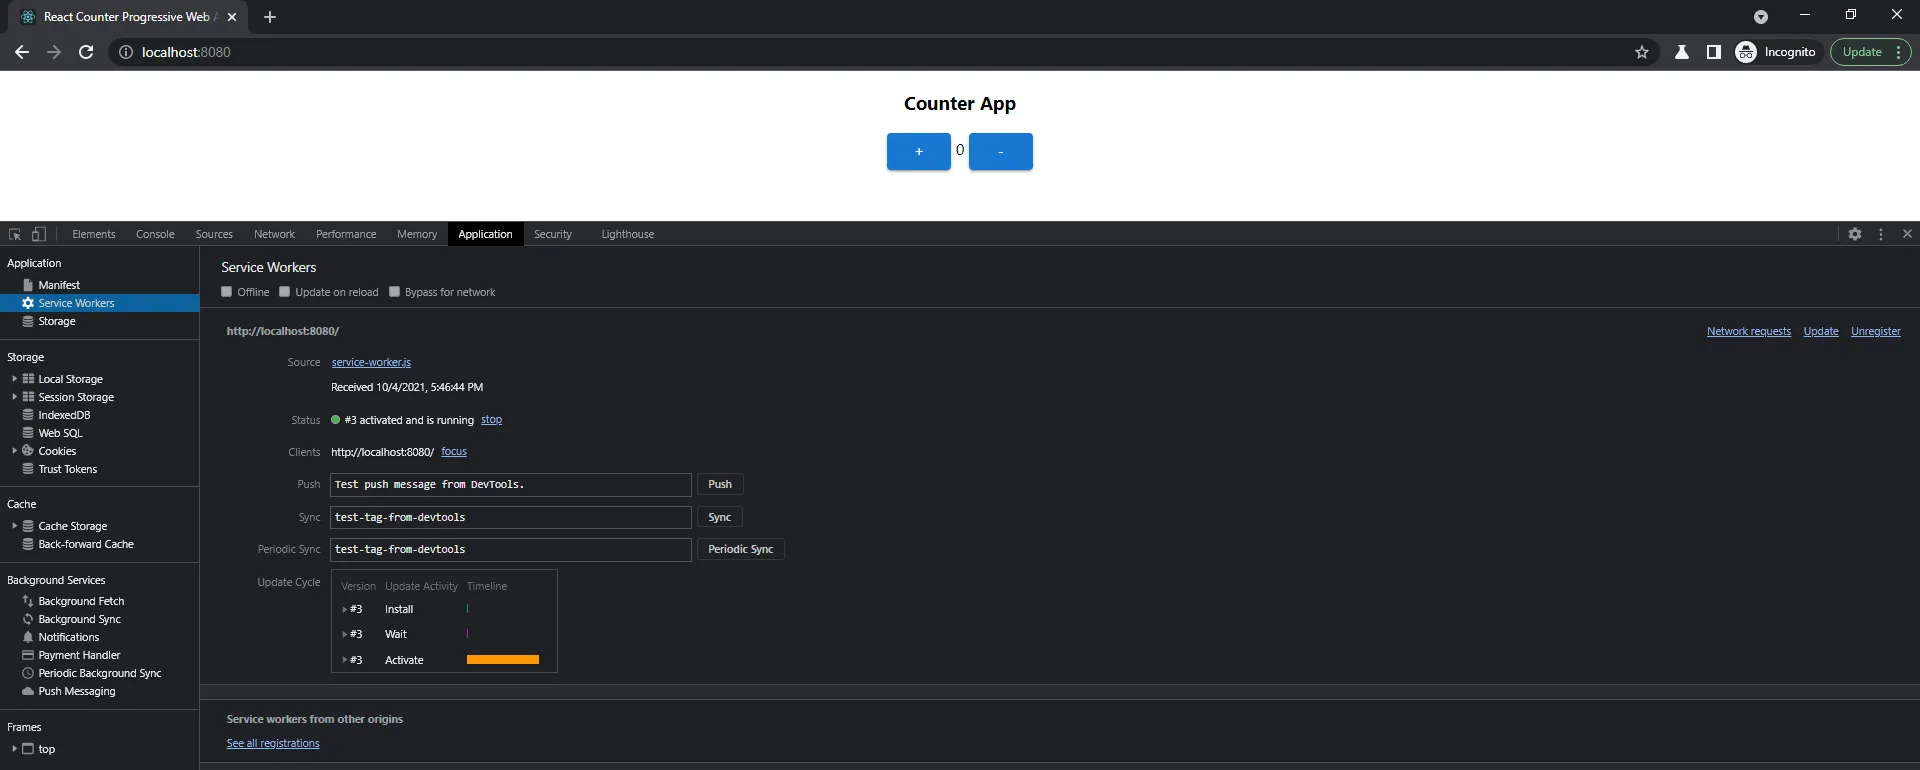 React Counter Progressive Web A
localhost:8080
Incognito
Update
Counter App
+ 0 -
Elements Console Sources Network Performance Memory Application Security Lighthouse
Application
Manifest
Service Workers
Storage
Storage
Local Storage
Session Storage
IndexedDB
Web SQL
Cookies
Trust Tokens
Cache
Cache Storage
Back-forward Cache
Background Services
Background Fetch
Background Sync
Notifications
Payment Handler
Periodic Background Sync
Push Messaging
Frames
top
Service Workers
Offline Update on reload Bypass for network
http://localhost:8080/
Network requests Update Unregister
Source service-worker.js
Received 10/4/2021, 5:46:44 PM
Status #3 activated and is running stop
Clients http://localhost:8080/ focus
Push Test push message from DevTools. Push
Sync test-tag-from-devtools Sync
Periodic Sync test-tag-from-devtools Periodic Sync
Update Cycle Version Update Activity Timeline
#3 Install
#3 Wait
#3 Activate
Service workers from other origins
See all registrations